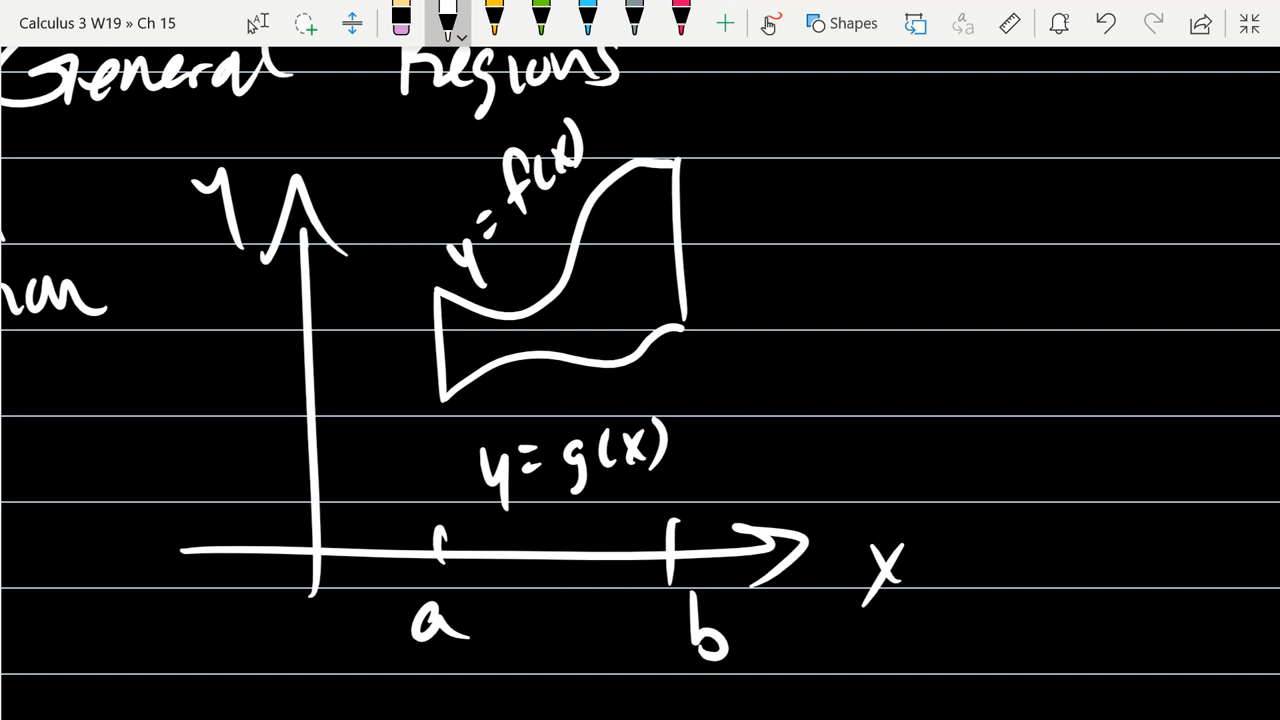 Calculus 3 W19 » Ch 15
Shapes
General Regions
y = f(x)
y
y = g(x)
x
a
b